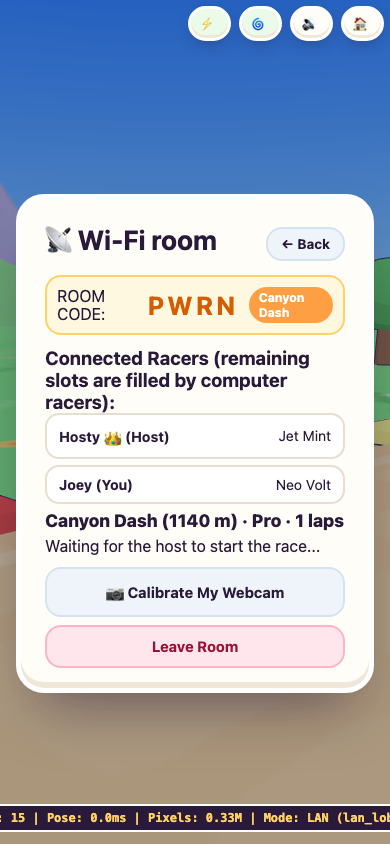 Wi-Fi room
← Back
ROOM CODE:
PWRN
Canyon Dash
Connected Racers (remaining
slots are filled by computer
racers):
Hosty 👑 (Host)
Jet Mint
Joey (You)
Neo Volt
Canyon Dash (1140 m) · Pro · 1 laps
Waiting for the host to start the race...
Calibrate My Webcam
Leave Room
: 15 | Pose: 0.0ms | Pixels: 0.33M | Mode: LAN (lan_lob